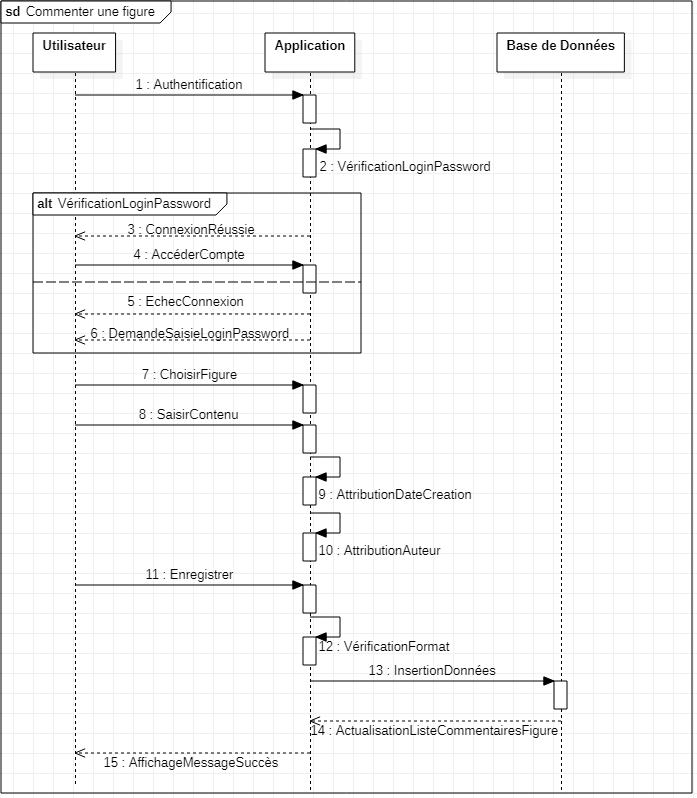 sd Commenter une figure
Utilisateur
Application
Base de Données
1 : Authentification
2 : VérificationLoginPassword
alt VérificationLoginPassword
3 : ConnexionRéussie
4 : AccéderCompte
5 : EchecConnexion
6 : DemandeSaisieLoginPassword
7 : ChoisirFigure
8 : SaisirContenu
9 : AttributionDateCreation
10 : AttributionAuteur
11 : Enregistrer
12 : VérificationFormat
13 : InsertionDonnées
14 : ActualisationListeCommentairesFigure
15 : AffichageMessageSuccès